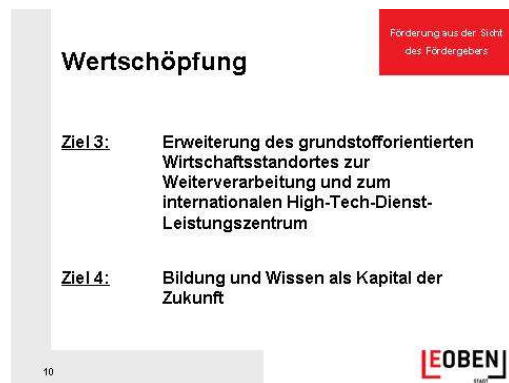 Förderung aus der Sicht
des Fördergebers
Wertschöpfung
Ziel 3:
Erweiterung des grundstofforientierten
Wirtschaftsstandortes zur
Weiterverarbeitung und zum
internationalen High-Tech-Dienst-
Leistungszentrum
Ziel 4:
Bildung und Wissen als Kapital der
Zukunft
10
LEOBEN
STADT